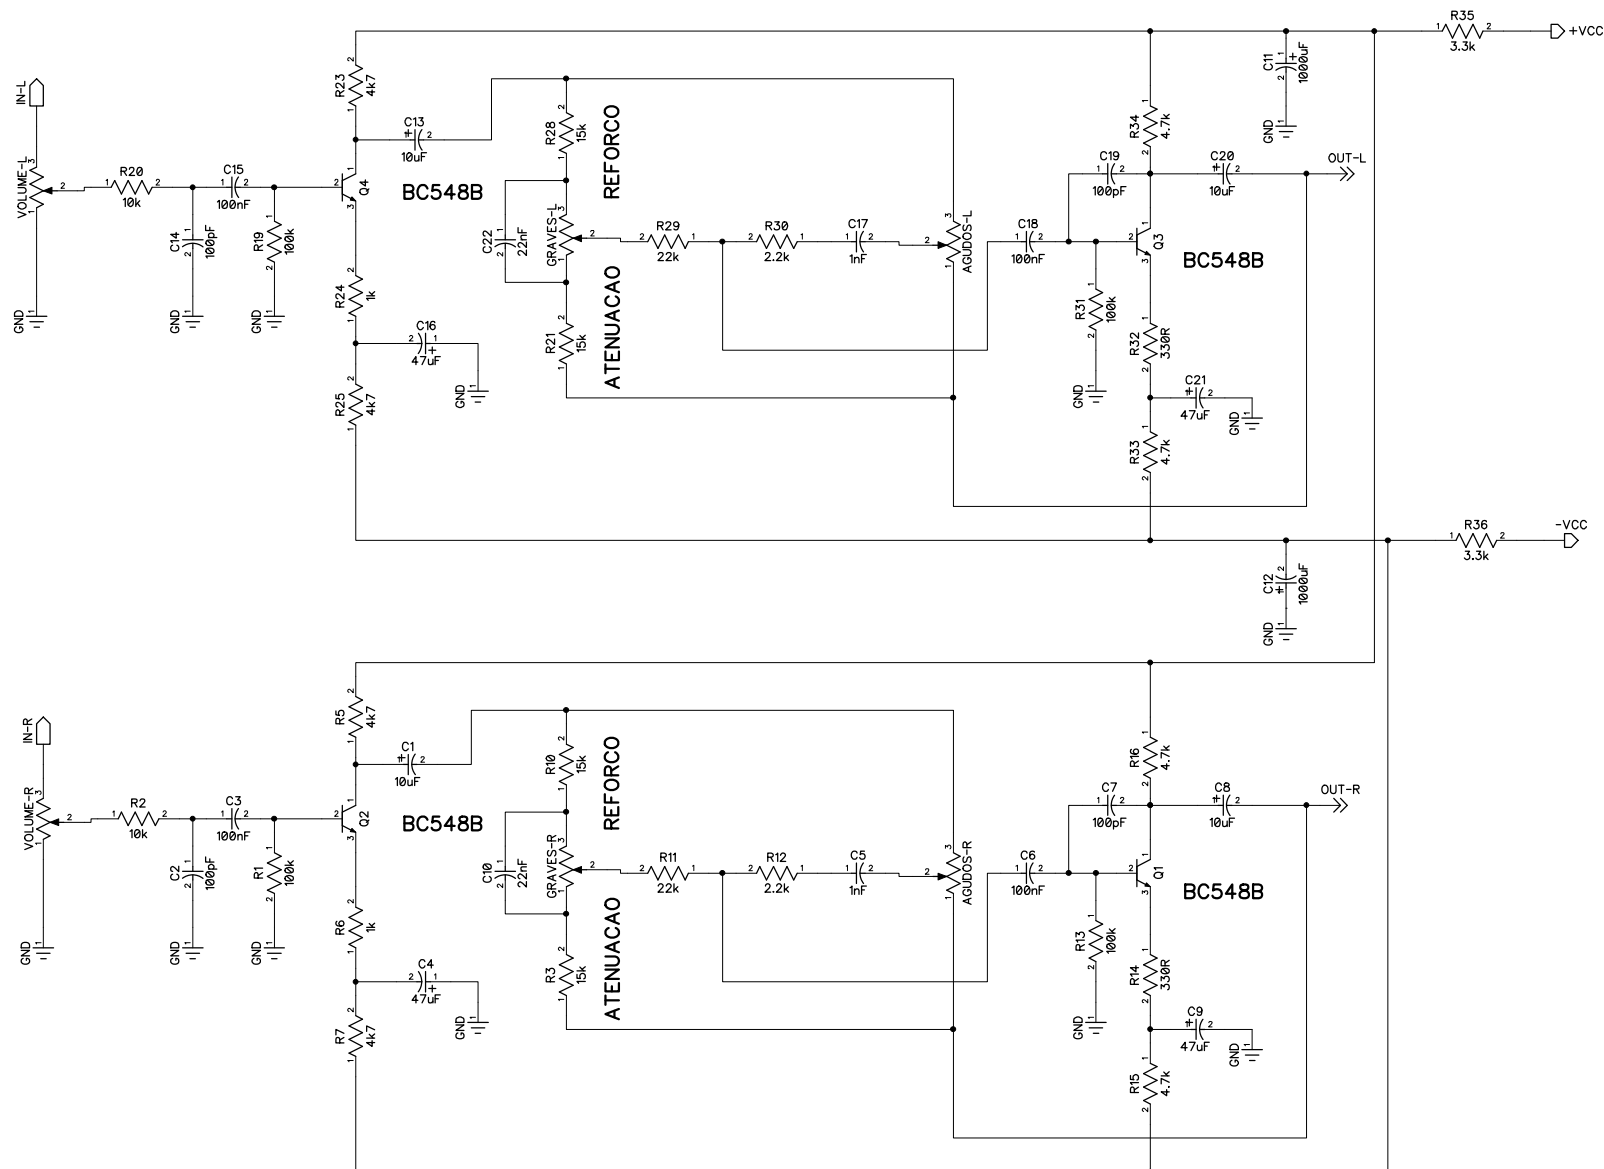 R35
1 2
3.3k
+VCC
C11
1000uF
GND
IN-L
VOLUME-L
GND
R20
10k
C14
100pF
GND
C15
100nF
R19
100k
GND
R23
4k7
Q4
BC548B
C13
10uF
R24
1k
C16
47uF
GND
R25
4k7
R28
15k
REFORCO
C22
22nF
GRAVES-L
R21
15k
ATENUACAO
R29
22k
R30
2.2k
C17
1nF
AGUDOS-L
C18
100nF
C19
100pF
R34
4.7k
C20
10uF
OUT-L
Q3
BC548B
R31
100k
GND
R32
330R
C21
47uF
GND
R33
4.7k
R36
1 2
3.3k
-VCC
C12
1000uF
GND
IN-R
VOLUME-R
GND
R2
10k
C2
100pF
GND
C3
100nF
R1
100k
GND
R5
4k7
Q2
BC548B
C1
10uF
R6
1k
C4
47uF
GND
R7
4k7
R10
15k
REFORCO
C10
22nF
GRAVES-R
R3
15k
ATENUACAO
R11
22k
R12
2.2k
C5
1nF
AGUDOS-R
C6
100nF
C7
100pF
R16
4.7k
C8
10uF
OUT-R
Q1
BC548B
R13
100k
GND
R14
330R
C9
47uF
GND
R15
4.7k